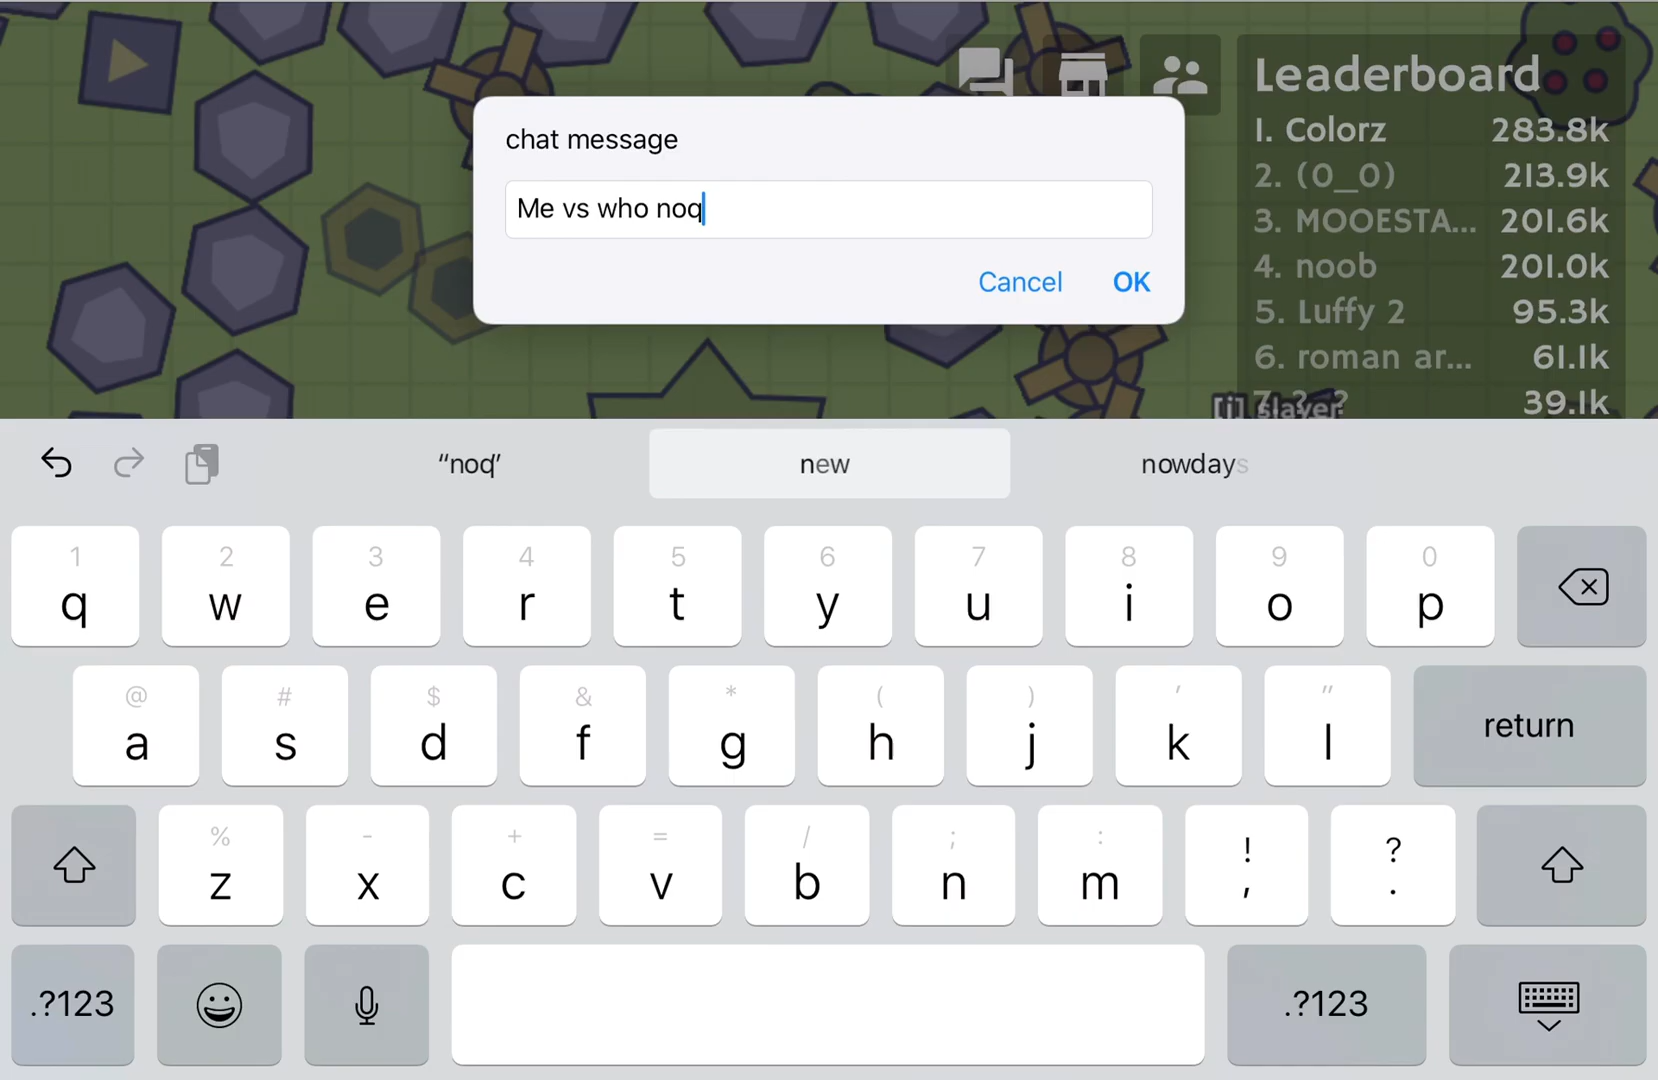 Leaderboard
1. Colorz 283.8k
2. (0_0) 213.9k
3. MOOESTA... 201.6k
4. noob 201.0k
5. Luffy 2 95.3k
6. roman ar... 61.1k
7. 39.1k
[j] slayer
chat message
Me vs who noq
Cancel OK
“noq” new nowdays
1 2 3 4 5 6 7 8 9 0
q w e r t y u i o p
@ # $ & * ( ) ' "
a s d f g h j k l return
% - + = / ; : ! ?
z x c v b n m , .
.?123 .?123